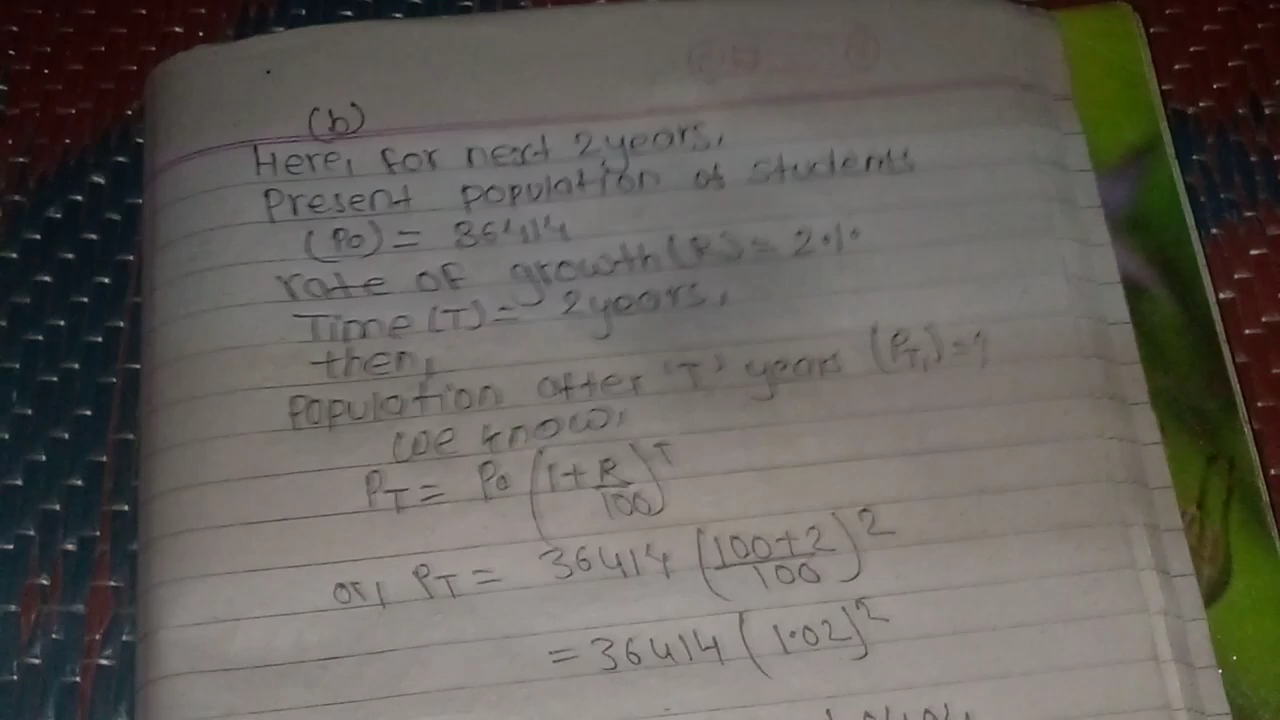 (b)
Here, for next 2 years,
Present population of students
(P0) = 36414
rate of growth (R) = 2%
Time (T) = 2 years,
then,
Population after 'T' years (PT) = ?
we know,
PT = P0 (1 + R/100)^T
or, PT = 36414 (100+2/100)^2
= 36414 (1.02)^2